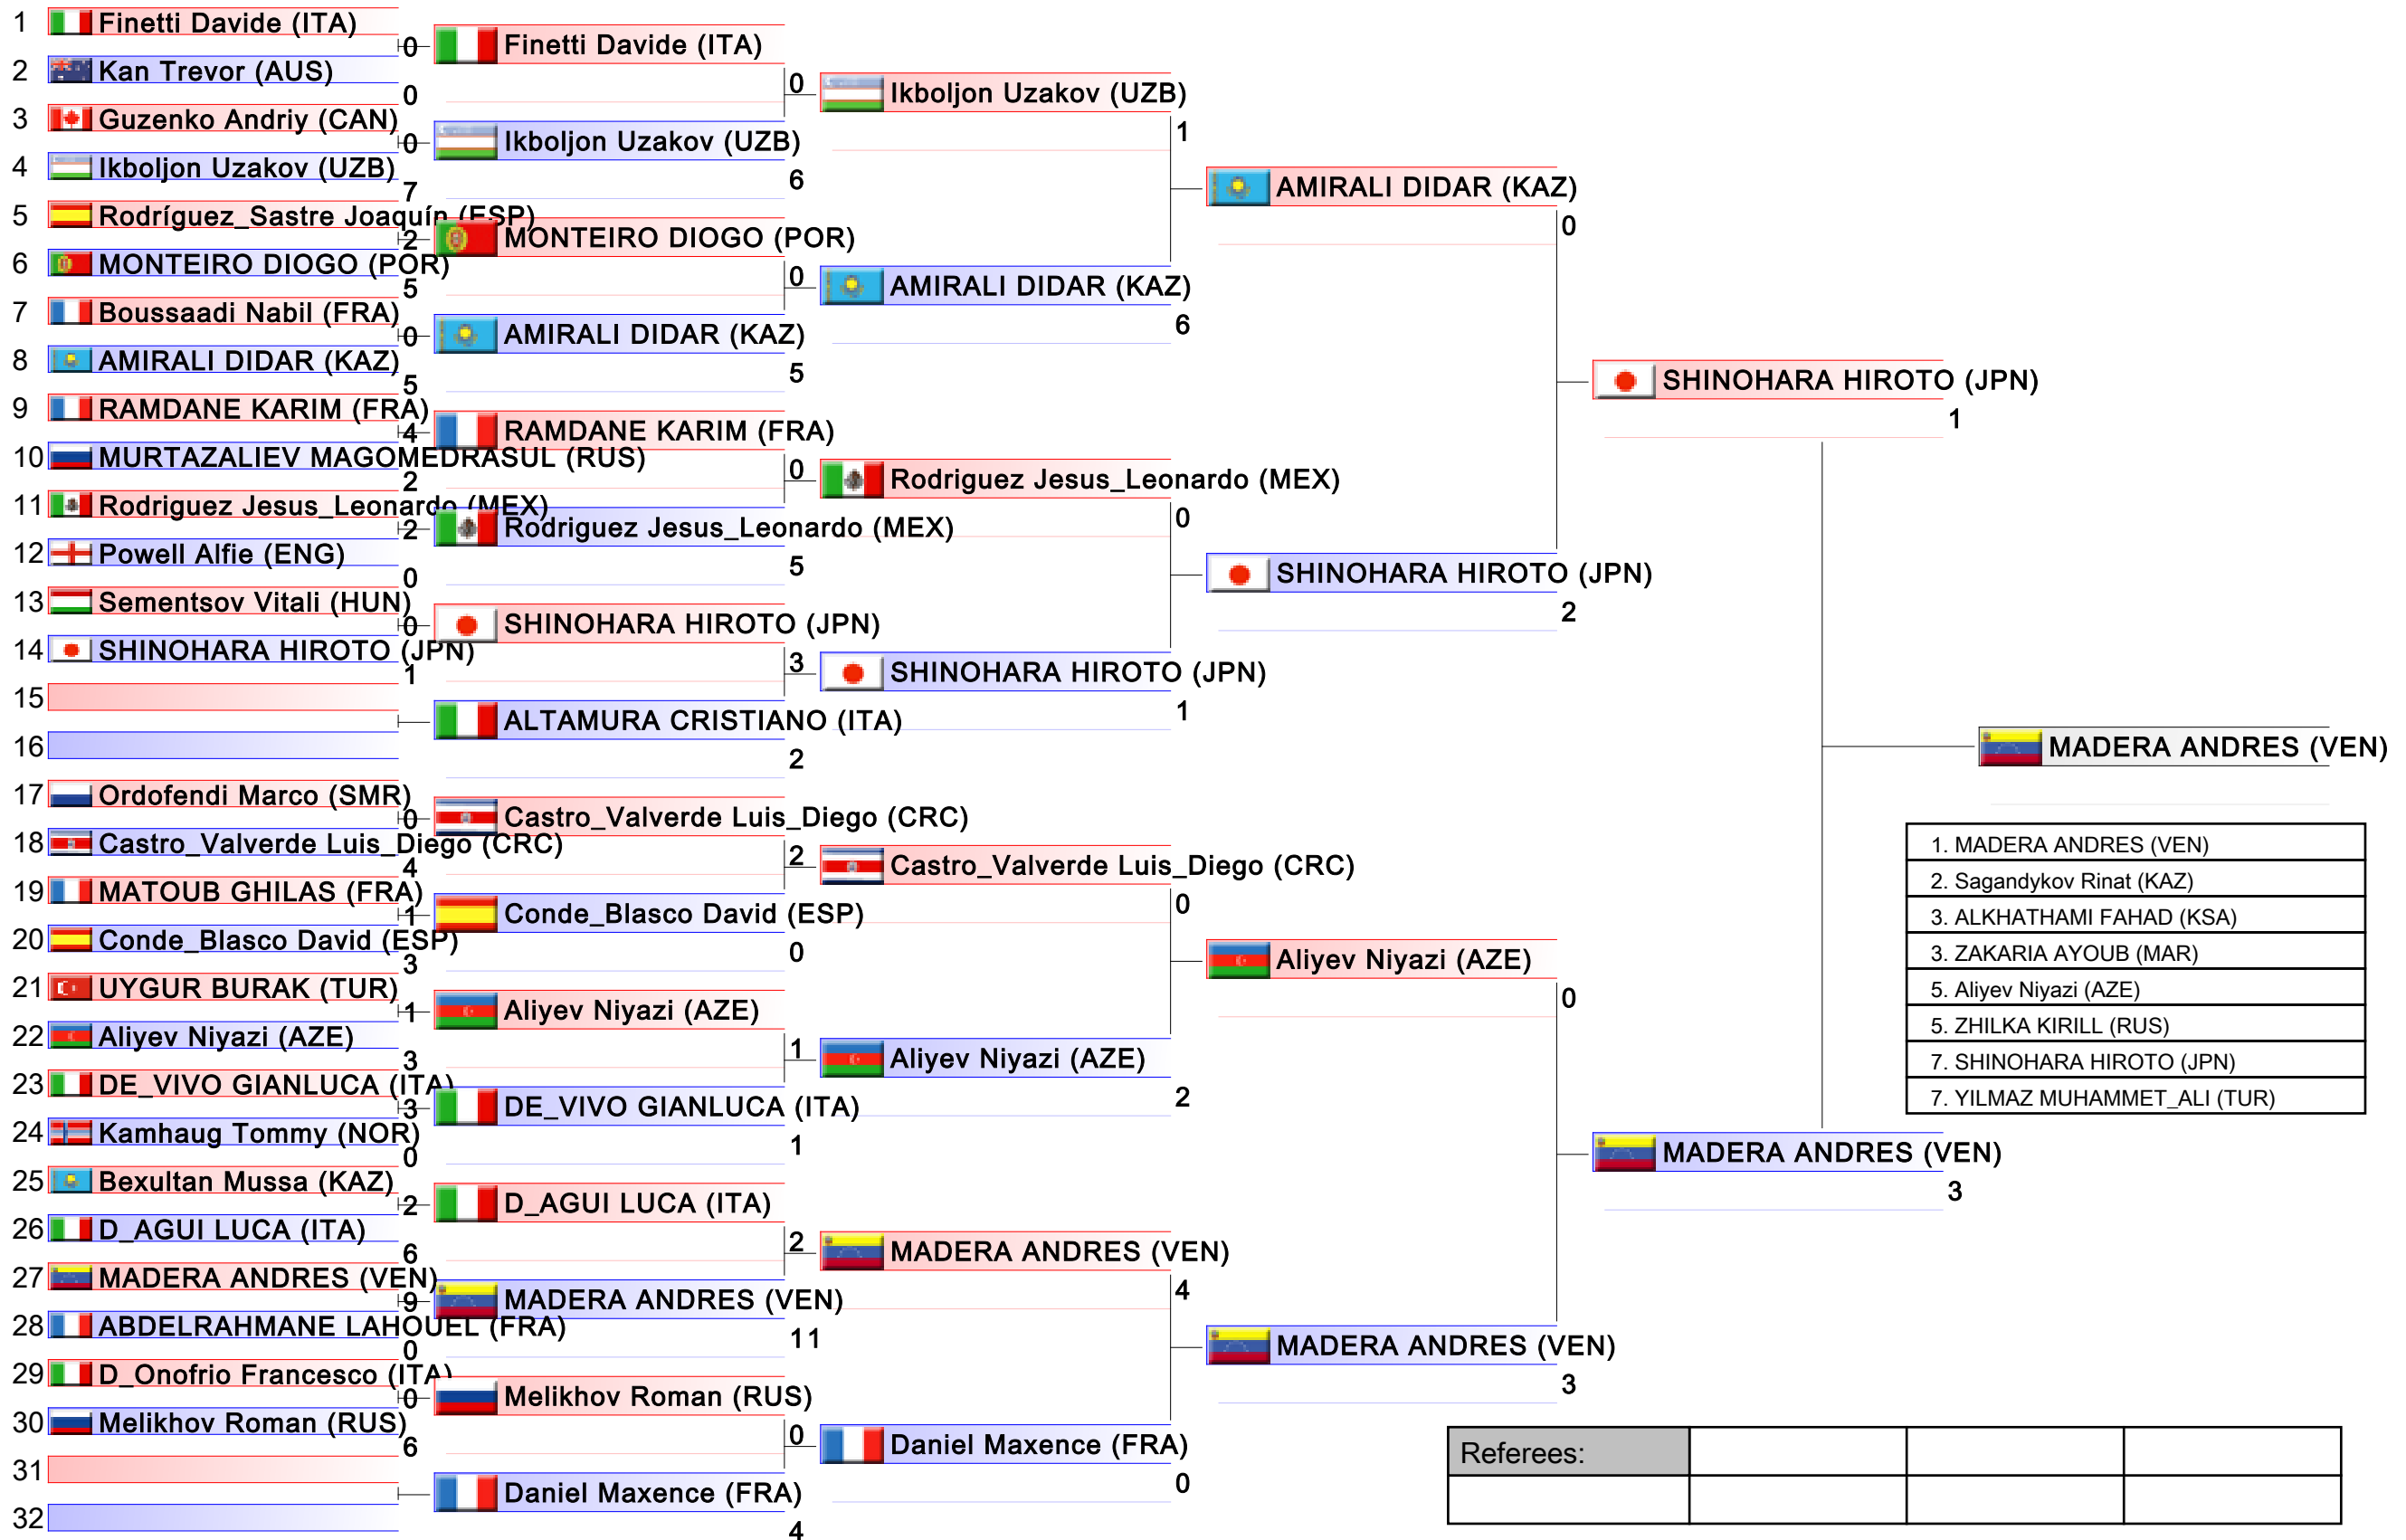 1 Finetti Davide (ITA)
0
2 Kan Trevor (AUS)
0
3 Guzenko Andriy (CAN)
0
4 Ikboljon Uzakov (UZB)
7
5 Rodríguez_Sastre Joaquín (ESP)
2
6 MONTEIRO DIOGO (POR)
5
7 Boussaadi Nabil (FRA)
0
8 AMIRALI DIDAR (KAZ)
5
9 RAMDANE KARIM (FRA)
4
10 MURTAZALIEV MAGOMEDRASUL (RUS)
2
11 Rodriguez Jesus_Leonardo (MEX)
2
12 Powell Alfie (ENG)
0
13 Sementsov Vitali (HUN)
0
14 SHINOHARA HIROTO (JPN)
1
15
16
17 Ordofendi Marco (SMR)
0
18 Castro_Valverde Luis_Diego (CRC)
4
19 MATOUB GHILAS (FRA)
1
20 Conde_Blasco David (ESP)
3
21 UYGUR BURAK (TUR)
1
22 Aliyev Niyazi (AZE)
3
23 DE_VIVO GIANLUCA (ITA)
3
24 Kamhaug Tommy (NOR)
0
25 Bexultan Mussa (KAZ)
2
26 D_AGUI LUCA (ITA)
6
27 MADERA ANDRES (VEN)
9
28 ABDELRAHMANE LAHOUEL (FRA)
0
29 D_Onofrio Francesco (ITA)
0
30 Melikhov Roman (RUS)
6
31
32
Finetti Davide (ITA)
0
Ikboljon Uzakov (UZB)
6
MONTEIRO DIOGO (POR)
0
AMIRALI DIDAR (KAZ)
5
RAMDANE KARIM (FRA)
0
Rodriguez Jesus_Leonardo (MEX)
5
SHINOHARA HIROTO (JPN)
3
ALTAMURA CRISTIANO (ITA)
2
Castro_Valverde Luis_Diego (CRC)
2
Conde_Blasco David (ESP)
0
Aliyev Niyazi (AZE)
1
DE_VIVO GIANLUCA (ITA)
1
D_AGUI LUCA (ITA)
2
MADERA ANDRES (VEN)
11
Melikhov Roman (RUS)
0
Daniel Maxence (FRA)
4
Ikboljon Uzakov (UZB)
1
AMIRALI DIDAR (KAZ)
6
Rodriguez Jesus_Leonardo (MEX)
0
SHINOHARA HIROTO (JPN)
1
Castro_Valverde Luis_Diego (CRC)
0
Aliyev Niyazi (AZE)
2
MADERA ANDRES (VEN)
4
Daniel Maxence (FRA)
0
AMIRALI DIDAR (KAZ)
0
SHINOHARA HIROTO (JPN)
2
Aliyev Niyazi (AZE)
0
MADERA ANDRES (VEN)
3
SHINOHARA HIROTO (JPN)
1
MADERA ANDRES (VEN)
3
MADERA ANDRES (VEN)
1. MADERA ANDRES (VEN)
2. Sagandykov Rinat (KAZ)
3. ALKHATHAMI FAHAD (KSA)
3. ZAKARIA AYOUB (MAR)
5. Aliyev Niyazi (AZE)
5. ZHILKA KIRILL (RUS)
7. SHINOHARA HIROTO (JPN)
7. YILMAZ MUHAMMET_ALI (TUR)
Referees: